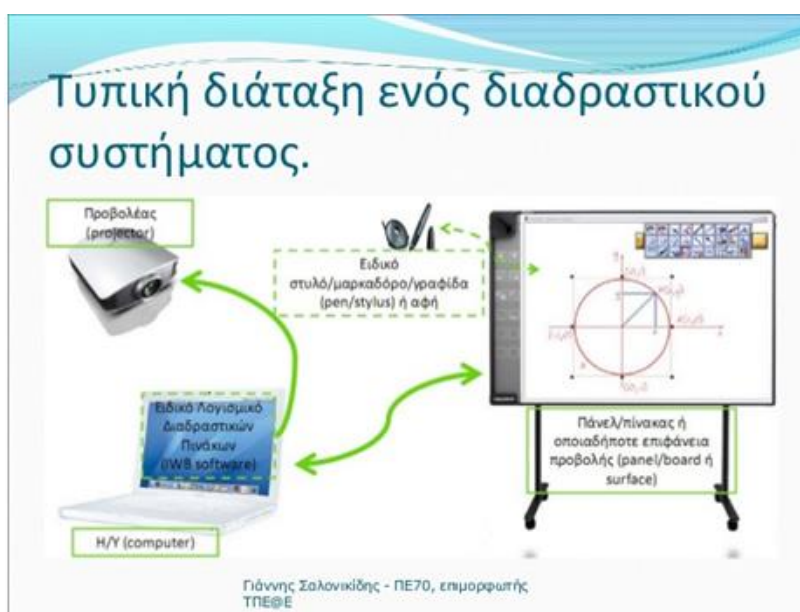 Τυπική διάταξη ενός διαδραστικού
συστήματος.
Προβολέας
(projector)
Ειδικό
στυλό/μαρκαδόρο/γραφίδα
(pen/stylus) ή αφή
Ειδικό Λογισμικό
Διαδραστικών
Πινάκων
(IWB software)
Η/Υ (computer)
Πάνελ/πίνακας ή
οποιαδήποτε επιφάνεια
προβολής (panel/board ή
surface)
Γιάννης Σαλονικίδης - ΠΕ70, επιμορφωτής
ΤΠΕ@Ε